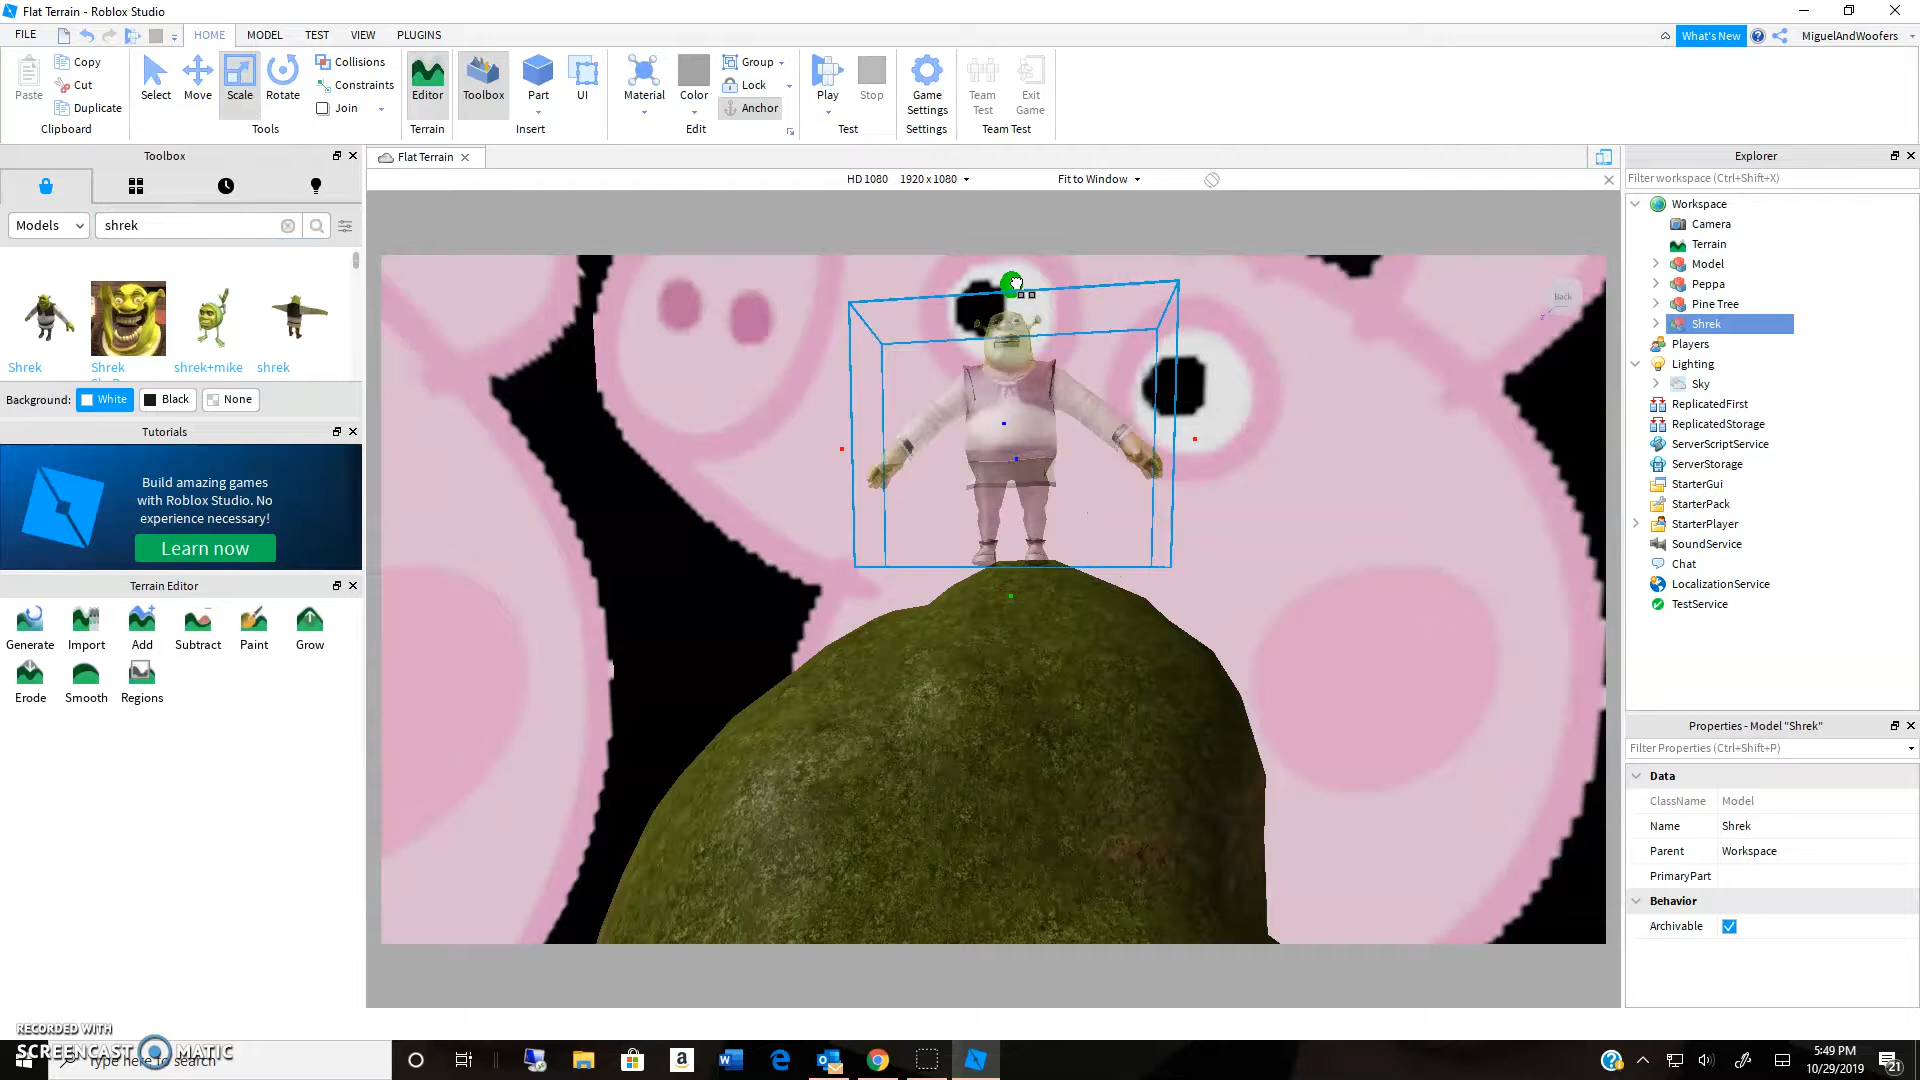 Flat Terrain - Roblox Studio
FILE HOME MODEL TEST VIEW PLUGINS What's New MiguelAndWoofers
Paste Copy Cut Duplicate Clipboard
Select Move Scale Rotate Collisions Constraints Join Tools
Editor Terrain
Toolbox Part UI Insert
Material Color Group Lock Anchor Edit
Play Stop Test
Game Settings Settings
Team Test Exit Game Team Test
Toolbox
Models shrek
Shrek Shrek shrek+mike shrek
Background: White Black None
Tutorials
Build amazing games
with Roblox Studio. No
experience necessary!
Learn now
Terrain Editor
Generate Import Add Subtract Paint Grow
Erode Smooth Regions
Flat Terrain
HD 1080 1920 x 1080 Fit to Window
Back
Explorer
Filter workspace (Ctrl+Shift+X)
Workspace
Camera
Terrain
Model
Peppa
Pine Tree
Shrek
Players
Lighting
Sky
ReplicatedFirst
ReplicatedStorage
ServerScriptService
ServerStorage
StarterGui
StarterPack
StarterPlayer
SoundService
Chat
LocalizationService
TestService
Properties - Model "Shrek"
Filter Properties (Ctrl+Shift+P)
Data
ClassName Model
Name Shrek
Parent Workspace
PrimaryPart
Behavior
Archivable
RECORDED WITH
SCREENCAST MATIC
Type here to search
5:49 PM
10/29/2019
21